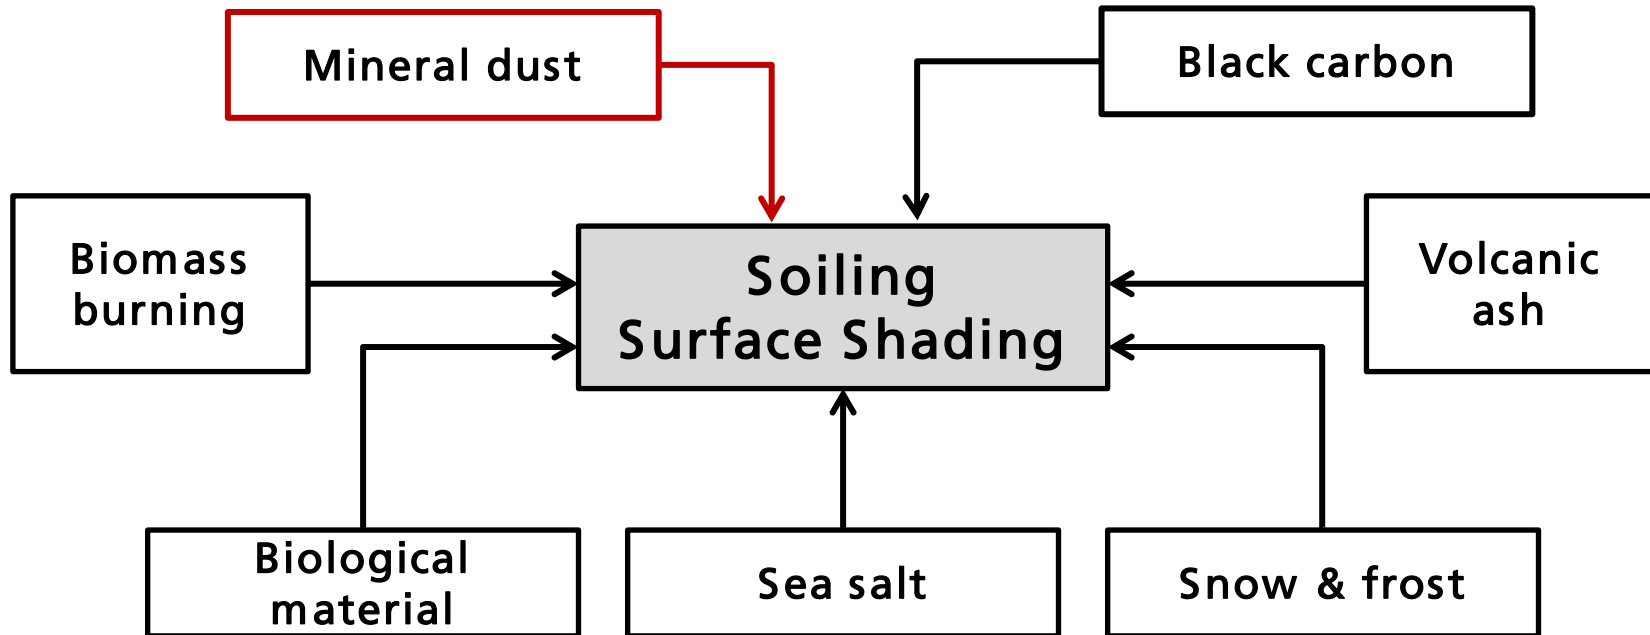 Mineral dust
Black carbon
Biomass
burning
Soiling
Surface Shading
Volcanic
ash
Biological
material
Sea salt
Snow & frost